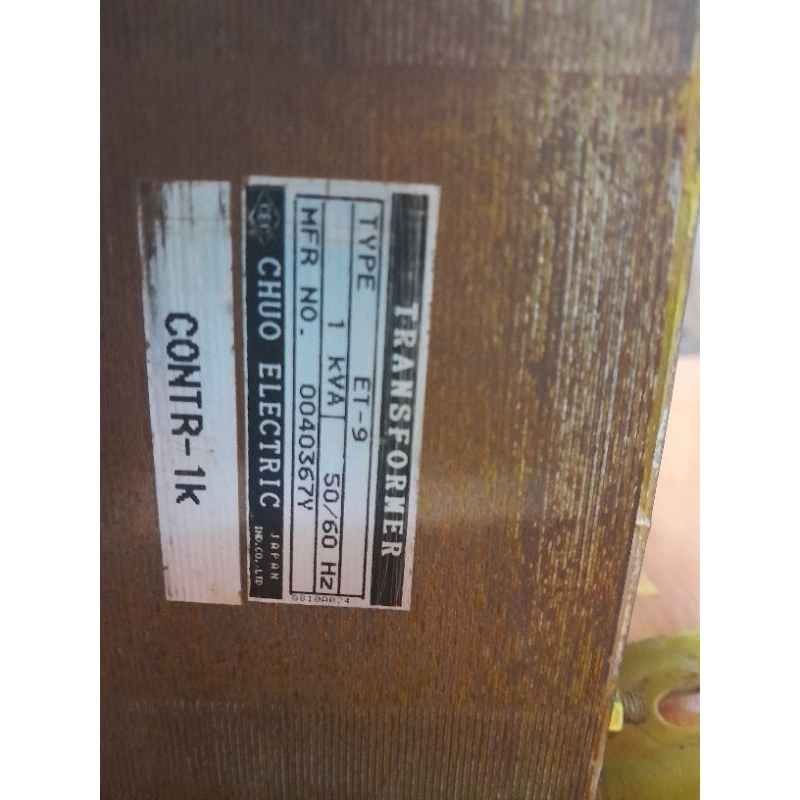 TRANSFORMER
TYPE ET-9
1 kVA 50/60 Hz
MFR NO. 0040367Y
CHUO ELECTRIC JAPAN
IND.CO.,LTD
CONTR-1k